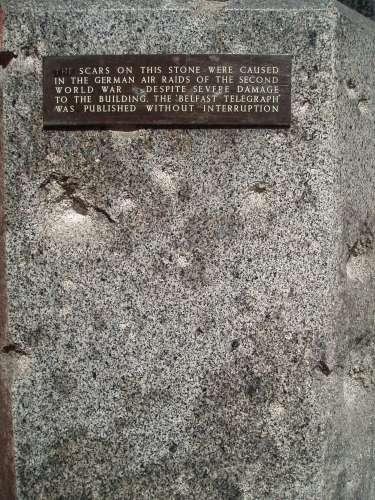 THE SCARS ON THIS STONE WERE CAUSED
IN THE GERMAN AIR RAIDS OF THE SECOND
WORLD WAR DESPITE SEVERE DAMAGE
TO THE BUILDING, THE 'BELFAST TELEGRAPH'
WAS PUBLISHED WITHOUT INTERRUPTION